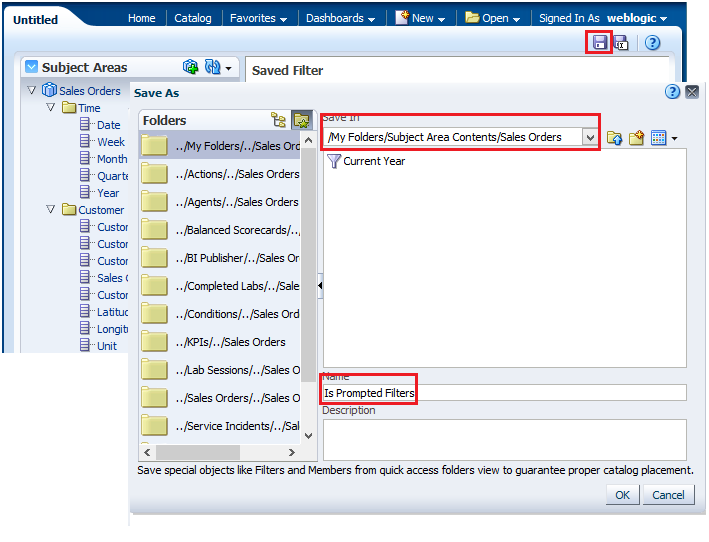 Untitled
Home Catalog Favorites Dashboards New Open Signed In As weblogic
Subject Areas
Saved Filter
Sales Orders
Time
Date
Week
Month
Quarte
Year
Customer
Custo
Custo
Custo
Sales
Custo
Latitud
Longit
Unit
Save As
Folders
../My Folders/../Sales Ord
../Actions/../Sales Orders
../Agents/../Sales Orders
../Balanced Scorecards/..
../BI Publisher/../Sales Or
../Completed Labs/../Sale
../Conditions/../Sales Ord
../KPIs/../Sales Orders
../Lab Sessions/../Sales O
../Sales Orders/../Sales O
../Service Incidents/../Sal
Save In
/My Folders/Subject Area Contents/Sales Orders
Current Year
Name
Is Prompted Filters
Description
Save special objects like Filters and Members from quick access folders view to guarantee proper catalog placement.
OK Cancel